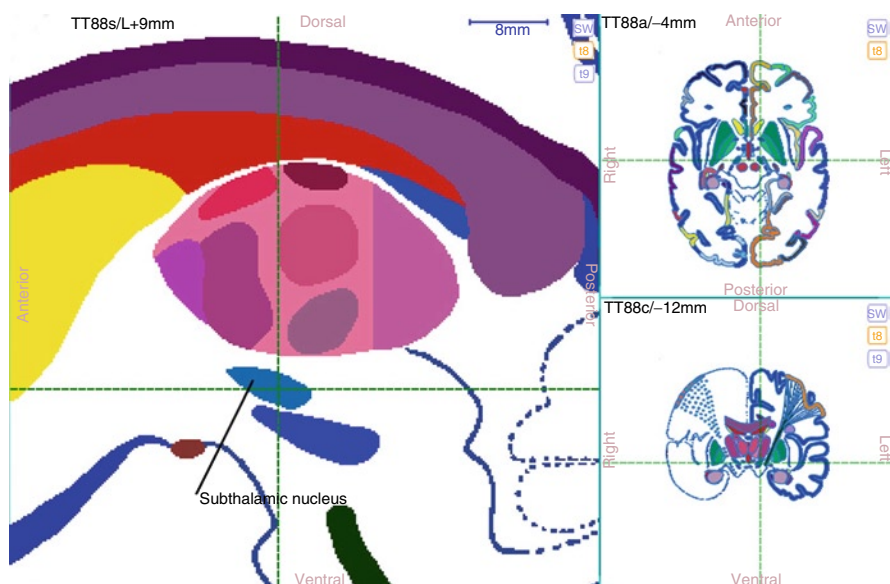 TT88s/L+9mm
Dorsal
8mm
SW
t8
t9
Anterior
Posterior
Subthalamic nucleus
Ventral
TT88a/−4mm
Anterior
SW
t8
Right
Left
Posterior
TT88c/−12mm
Dorsal
SW
t8
t9
Right
Left
Ventral